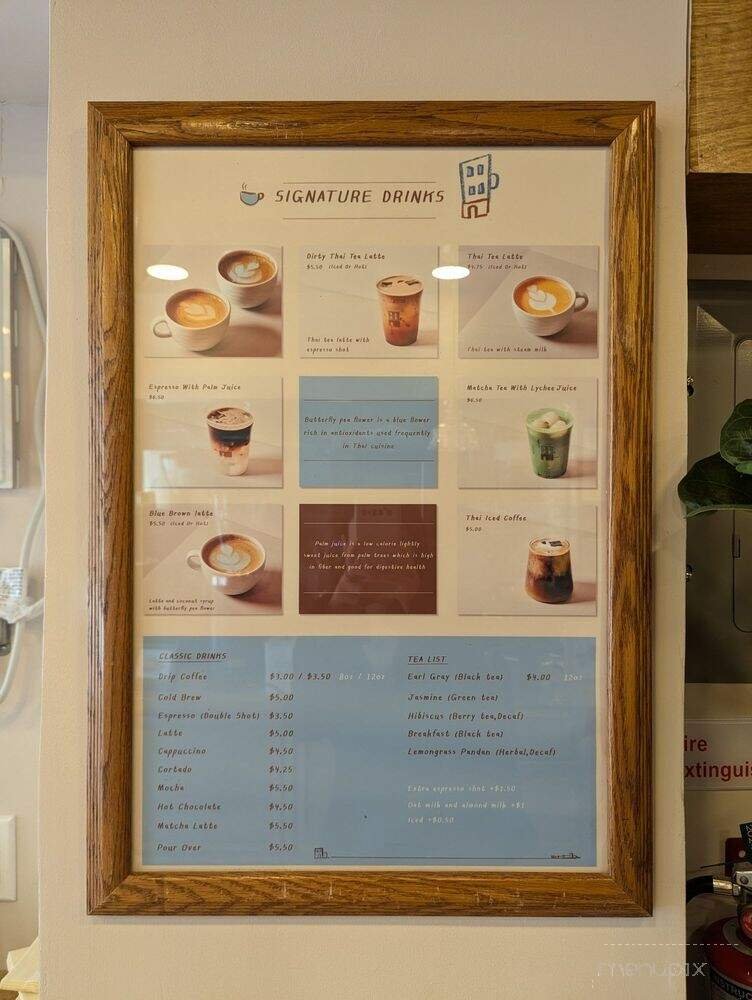 SIGNATURE DRINKS
Dirty Thai Tea Latte
$5.50 (Iced Or Hot)
Thai tea latte with
espresso shot
Thai Tea Latte
$4.75 (Iced Or Hot)
Thai tea with steam milk
Espresso With Palm Juice
$6.50
Butterfly pea flower is a blue flower
rich in antioxidants used frequently
in Thai cuisine
Matcha Tea With Lychee Juice
$6.50
Blue Brown latte
$5.50 (Iced Or Hot)
Latte and coconut syrup
with butterfly pea flower
Palm juice is a low calorie lightly
sweet juice from palm trees which is high
in fiber and good for digestive health
Thai Iced Coffee
$5.00
CLASSIC DRINKS
Drip Coffee $3.00 / $3.50 8oz / 12oz
Cold Brew $5.00
Espresso (Double Shot) $3.50
Latte $5.00
Cappuccino $4.50
Cortado $4.25
Mocha $5.50
Hot Chocolate $4.50
Matcha Latte $5.50
Pour Over $5.50
TEA LIST
Earl Gray (Black tea) $4.00 12oz
Jasmine (Green tea)
Hibiscus (Berry tea,Decaf)
Breakfast (Black tea)
Lemongrass Pandan (Herbal,Decaf)
Extra espresso shot +$1.50
Oat milk and almond milk +$1
Iced +$0.50
ire
xtinguis
menupix